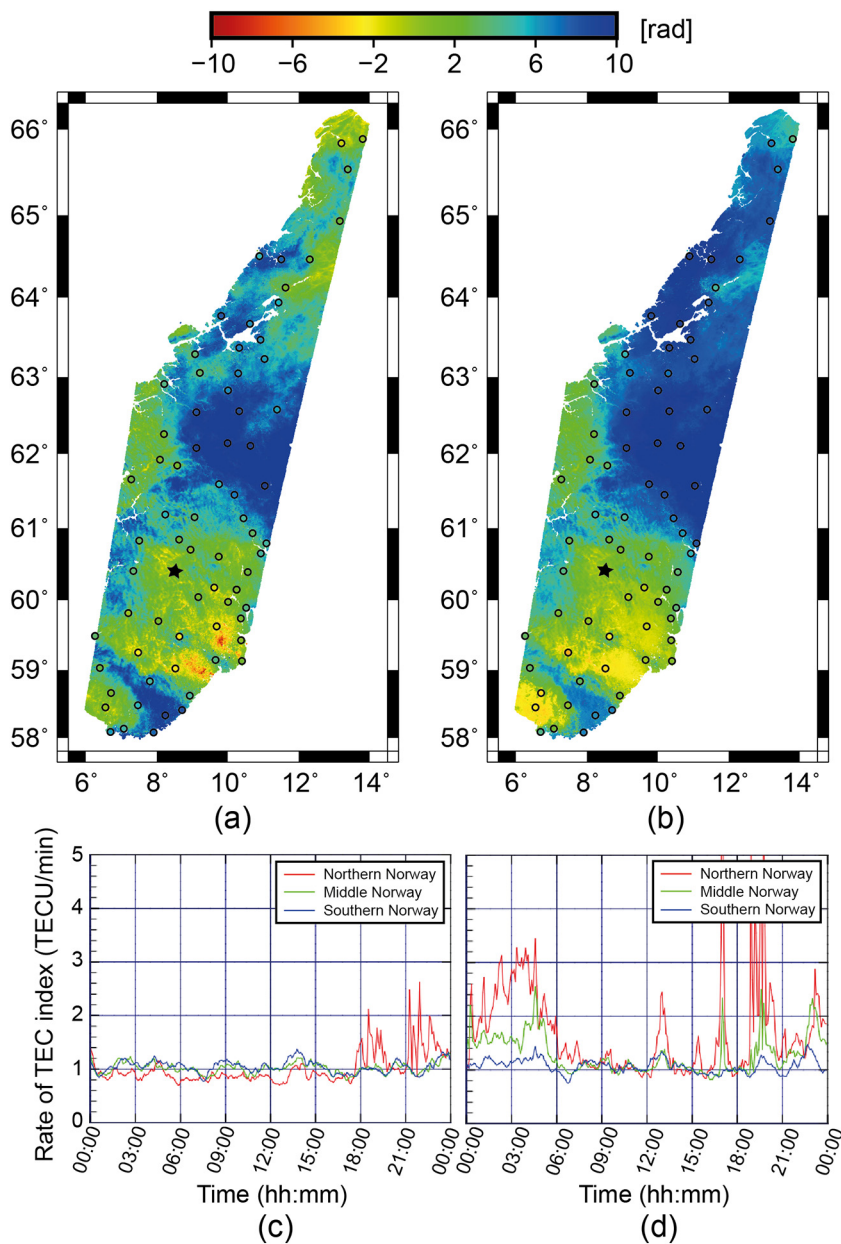 [rad]
−10 −6 −2 2 6 10
66°
65°
64°
63°
62°
61°
60°
59°
58°
6° 8° 10° 12° 14°
(a)
66°
65°
64°
63°
62°
61°
60°
59°
58°
6° 8° 10° 12° 14°
(b)
Rate of TEC index (TECU/min)
5
4
3
2
1
0
Northern Norway
Middle Norway
Southern Norway
00:00 03:00 06:00 09:00 12:00 15:00 18:00 21:00 00:00
Time (hh:mm)
(c)
Northern Norway
Middle Norway
Southern Norway
00:00 03:00 06:00 09:00 12:00 15:00 18:00 21:00 00:00
Time (hh:mm)
(d)